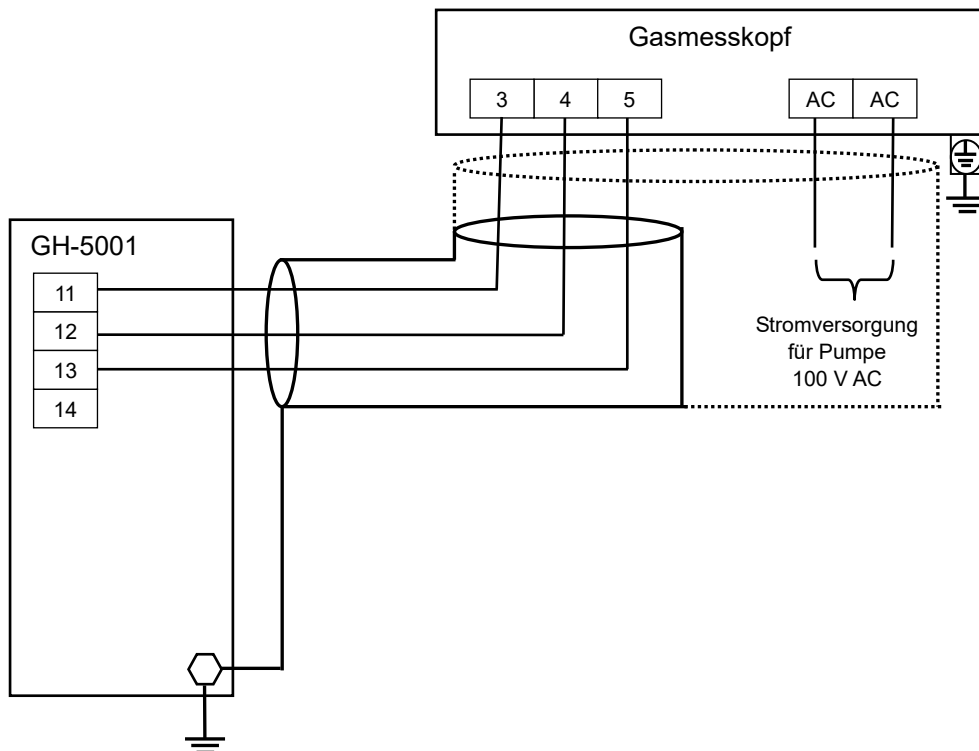 Gasmesskopf
3 4 5 AC AC
GH-5001
11
12
13
14
Stromversorgung
für Pumpe
100 V AC